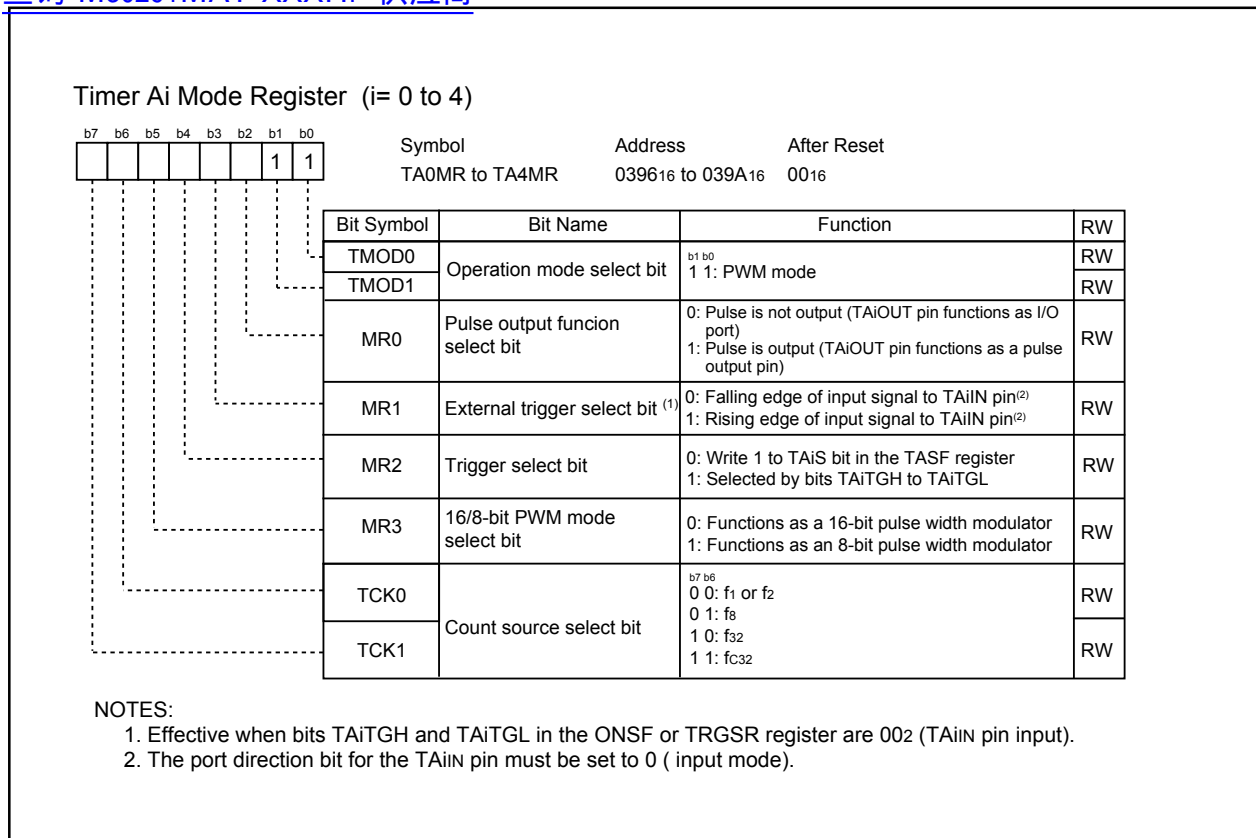 Timer Ai Mode Register (i= 0 to 4)
b7 b6 b5 b4 b3 b2 b1 b0
1 1
Symbol Address After Reset
TA0MR to TA4MR 039616 to 039A16 0016
Bit Symbol Bit Name Function RW
TMOD0 Operation mode select bit b1 b0 RW
TMOD1 1 1: PWM mode RW
MR0 Pulse output funcion
select bit
0: Pulse is not output (TAiOUT pin functions as I/O
port)
1: Pulse is output (TAiOUT pin functions as a pulse
output pin)
RW
MR1 External trigger select bit (1)
0: Falling edge of input signal to TAiIN pin(2)
1: Rising edge of input signal to TAiIN pin(2)
RW
MR2 Trigger select bit
0: Write 1 to TAiS bit in the TASF register
1: Selected by bits TAiTGH to TAiTGL
RW
MR3 16/8-bit PWM mode
select bit
0: Functions as a 16-bit pulse width modulator
1: Functions as an 8-bit pulse width modulator
RW
TCK0
TCK1
Count source select bit
b7 b6
0 0: f1 or f2
0 1: f8
1 0: f32
1 1: fC32
RW
RW
NOTES:
1. Effective when bits TAiTGH and TAiTGL in the ONSF or TRGSR register are 002 (TAiIN pin input).
2. The port direction bit for the TAiIN pin must be set to 0 ( input mode).